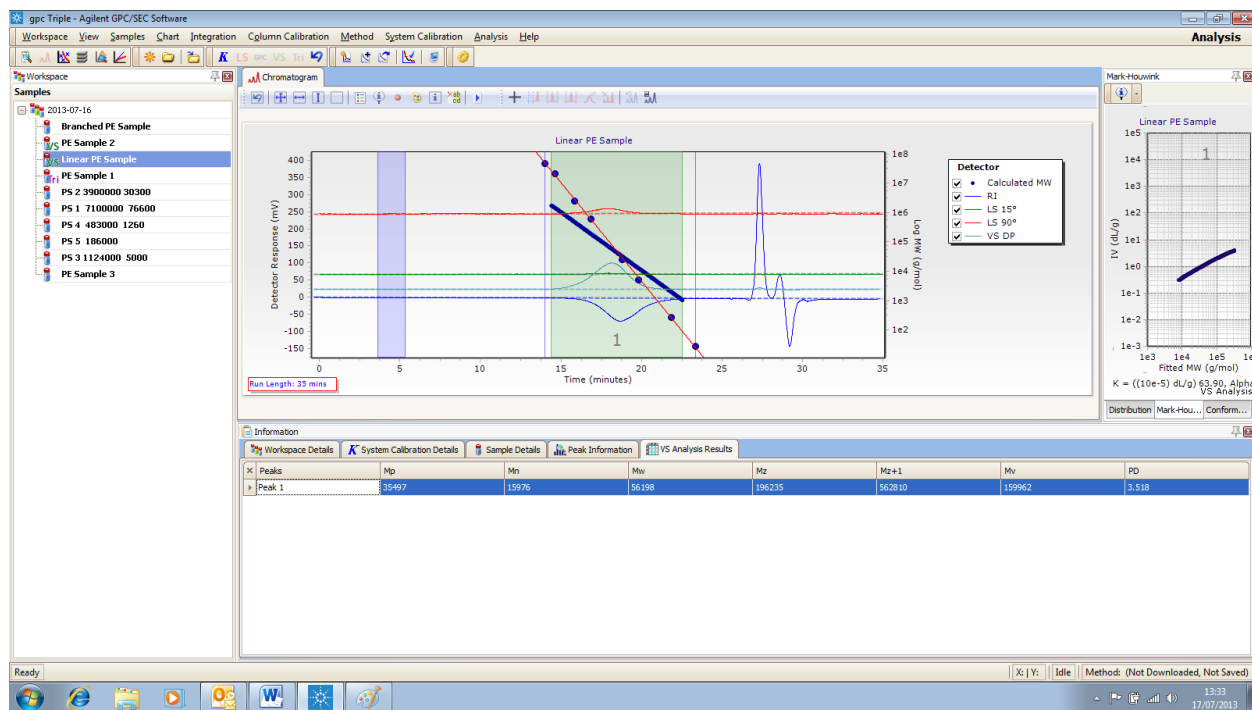 gpc Triple - Agilent GPC/SEC Software
Workspace View Samples Chart Integration Column Calibration Method System Calibration Analysis Help
Analysis
K LS GPC VS Tri
Workspace
Samples
2013-07-16
Branched PE Sample
VS PE Sample 2
VS Linear PE Sample
Tri PE Sample 1
PS 2 3900000 30300
PS 1 7100000 76600
PS 4 483000 1260
PS 5 186000
PS 3 1124000 5000
PE Sample 3
Chromatogram
Linear PE Sample
Detector Response (mV)
400
350
300
250
200
150
100
50
0
-50
-100
-150
1
1e8
1e7
1e6
1e5
1e4
1e3
1e2
Log MW (g/mol)
0 5 10 15 20 25 30 35
Time (minutes)
Run Length: 35 mins
Detector
Calculated MW
RI
LS 15°
LS 90°
VS DP
Mark-Houwink
Linear PE Sample
IV (dL/g)
1e5
1e4
1e3
1e2
1e1
1e0
1e-1
1e-2
1e-3
1
1e3 1e4 1e5 1e
Fitted MW (g/mol)
K = ((10e-5) dL/g) 63.90, Alpha
VS Analysis
Distribution Mark-Hou... Conform...
Information
Workspace Details K System Calibration Details Sample Details Peak Information VS Analysis Results
Peaks Mp Mn Mw Mz Mz+1 Mv PD
Peak 1 35497 15976 56198 196235 562810 159962 3.518
Ready
X: | Y: Idle Method: (Not Downloaded, Not Saved)
13:33
17/07/2013